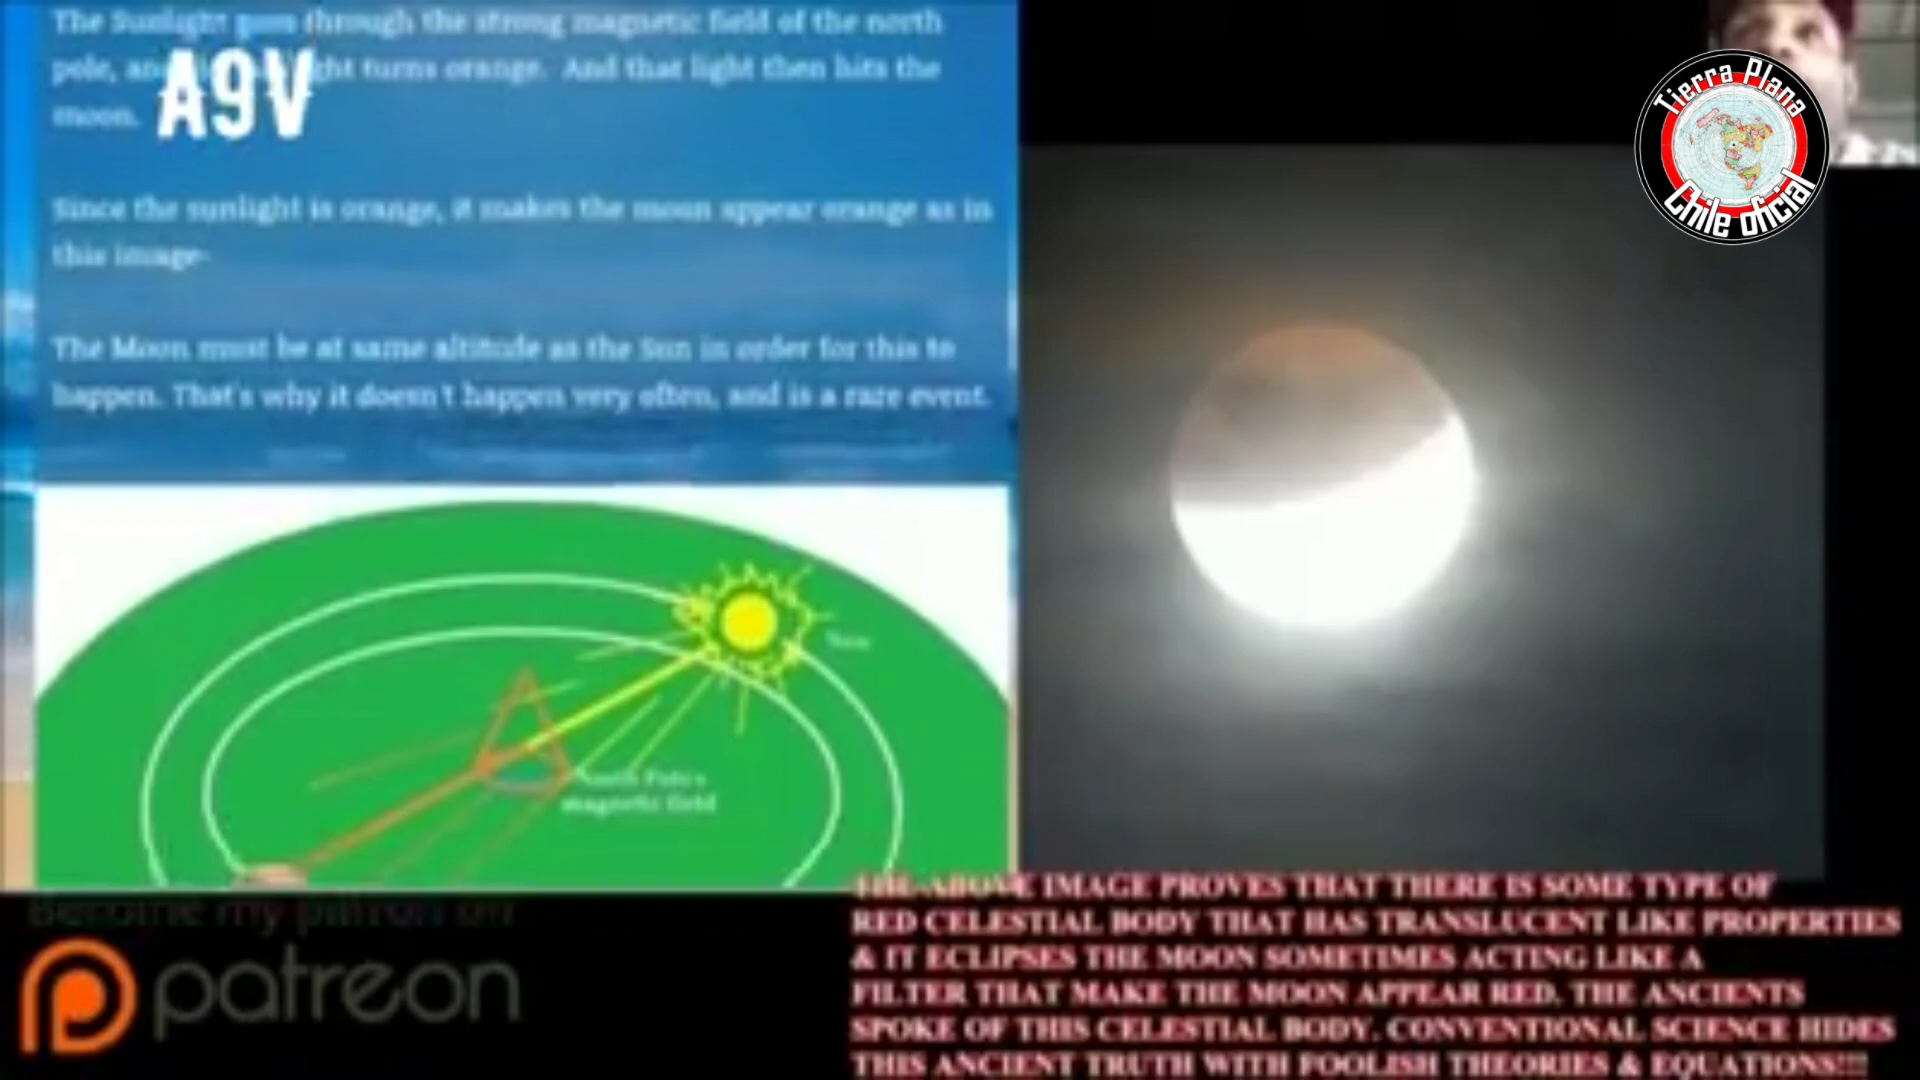 The Sunlight goes through the strong magnetic field of the north
pole, and ght turns orange. And that light then hits the
moon.
A9V
Since the sunlight is orange, it makes the moon appear orange as in
this image-
The Moon must be at same altitude as the Sun in order for this to
happen. That's why it doesn't happen very often, and is a rare event.
Sun
North Pole's
magnetic field
Tierra Plana
Chile oficial
Become my patron on
patreon
THE ABOVE IMAGE PROVES THAT THERE IS SOME TYPE OF
RED CELESTIAL BODY THAT HAS TRANSLUCENT LIKE PROPERTIES
& IT ECLIPSES THE MOON SOMETIMES ACTING LIKE A
FILTER THAT MAKE THE MOON APPEAR RED. THE ANCIENTS
SPOKE OF THIS CELESTIAL BODY. CONVENTIONAL SCIENCE HIDES
THIS ANCIENT TRUTH WITH FOOLISH THEORIES & EQUATIONS!!!